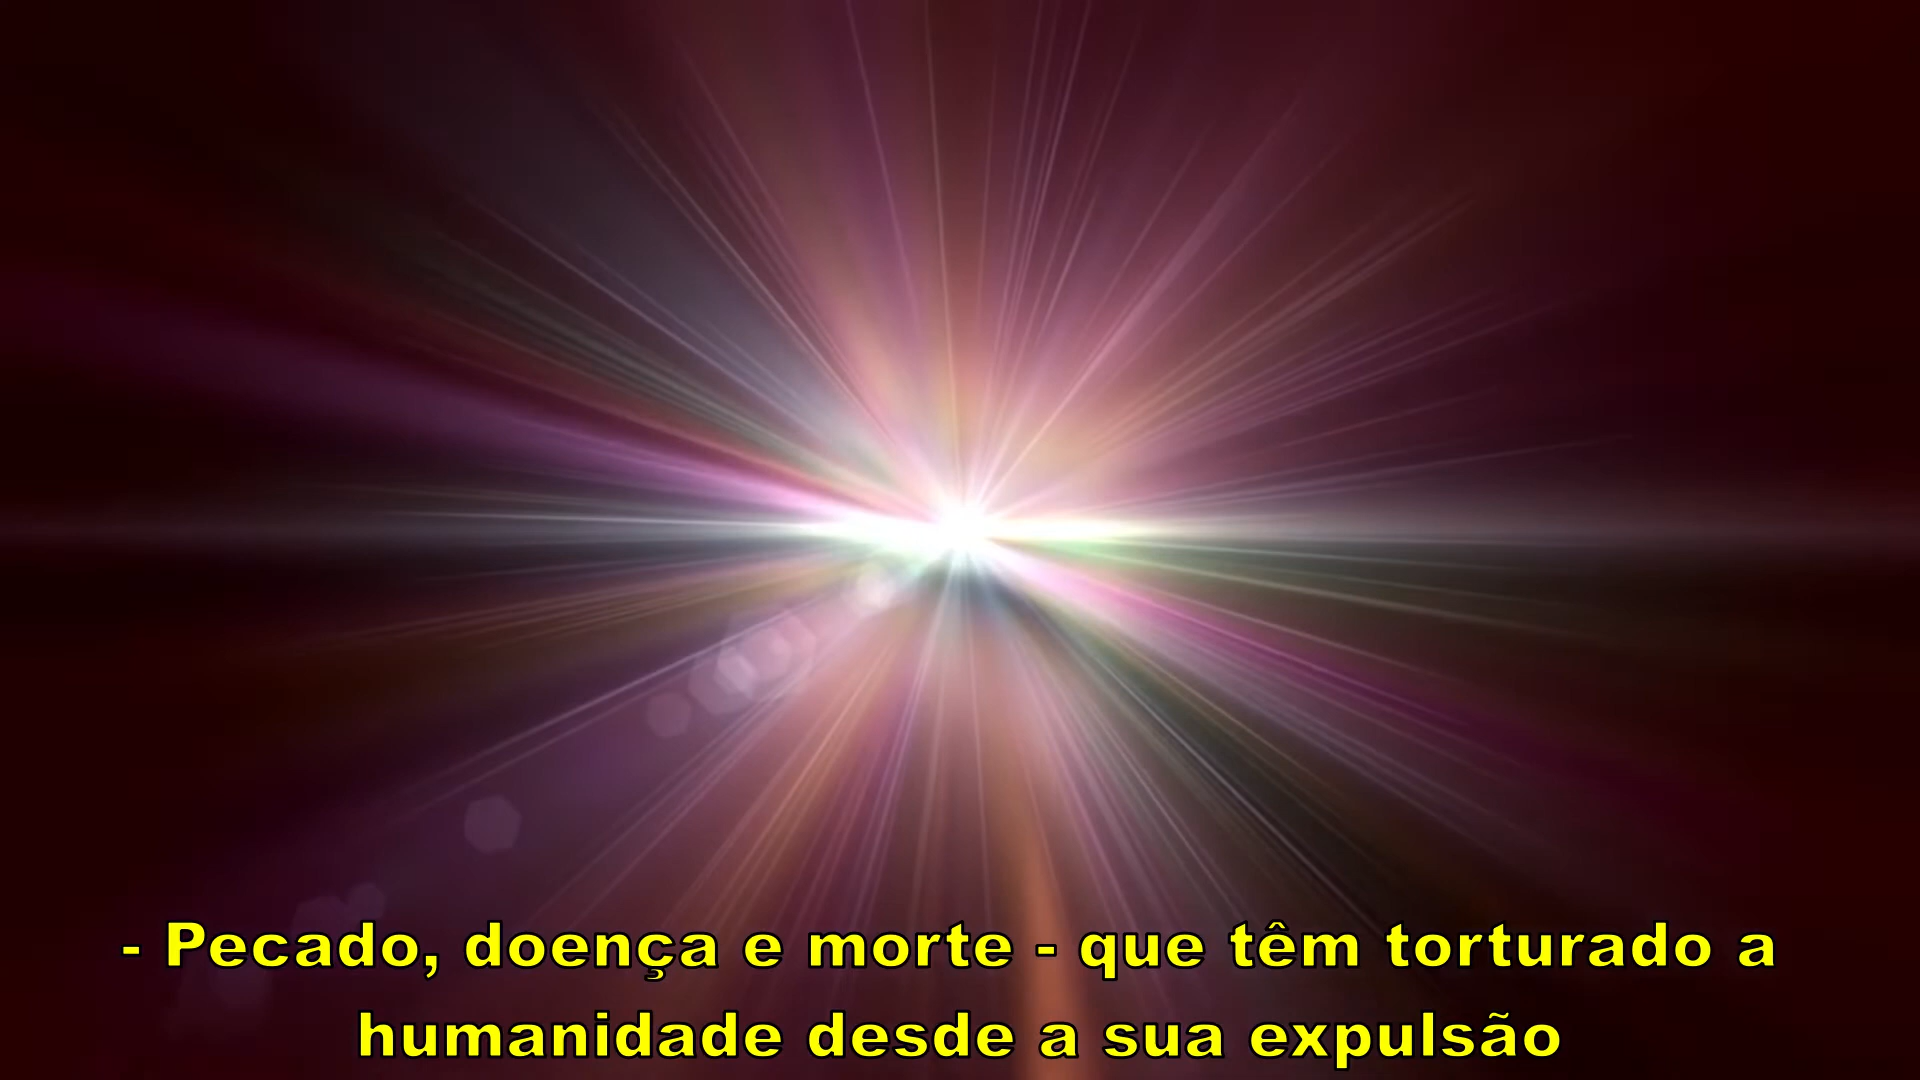 - Pecado, doença e morte - que têm torturado a
humanidade desde a sua expulsão